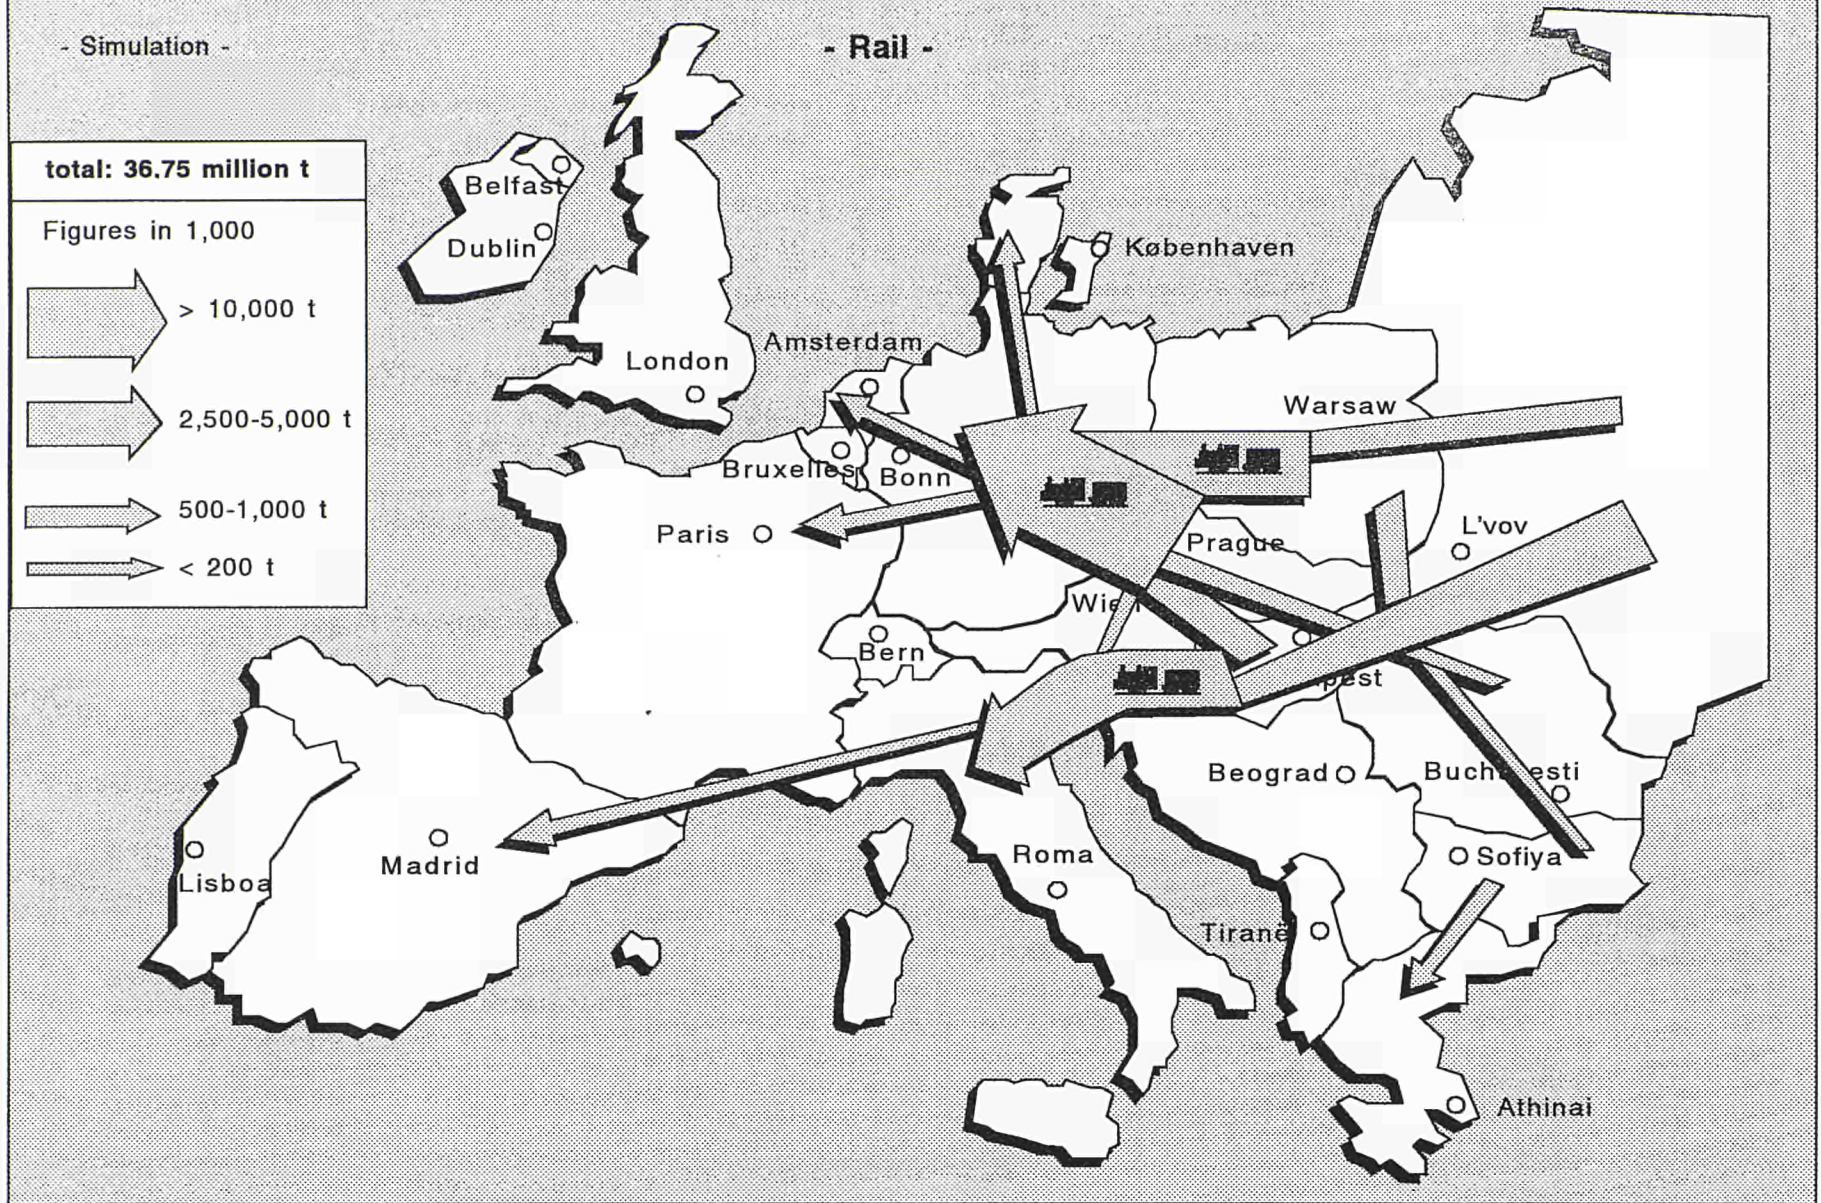 - Simulation -
- Rail -
total: 36.75 million t
Figures in 1,000
> 10,000 t
2,500-5,000 t
500-1,000 t
< 200 t
Belfast
Dublin
København
London
Amsterdam
Warsaw
Bruxelles
Bonn
Paris
Prague
L'vov
Bern
Beograd
Madrid
Lisboa
Roma
Sofiya
Tiranë
Athinai